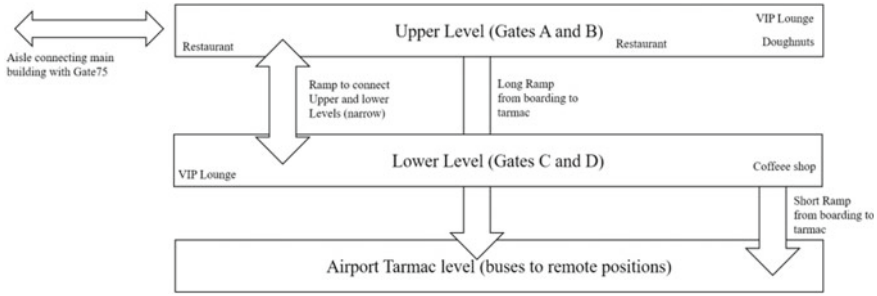 VIP Lounge
Upper Level (Gates A and B)
Doughnuts
Restaurant
Restaurant
Aisle connecting main
building with Gate75
Ramp to connect
Upper and lower
Levels (narrow)
Long Ramp
from boarding to
tarmac
Lower Level (Gates C and D)
Coffeee shop
VIP Lounge
Short Ramp
from boarding to
tarmac
Airport Tarmac level (buses to remote positions)